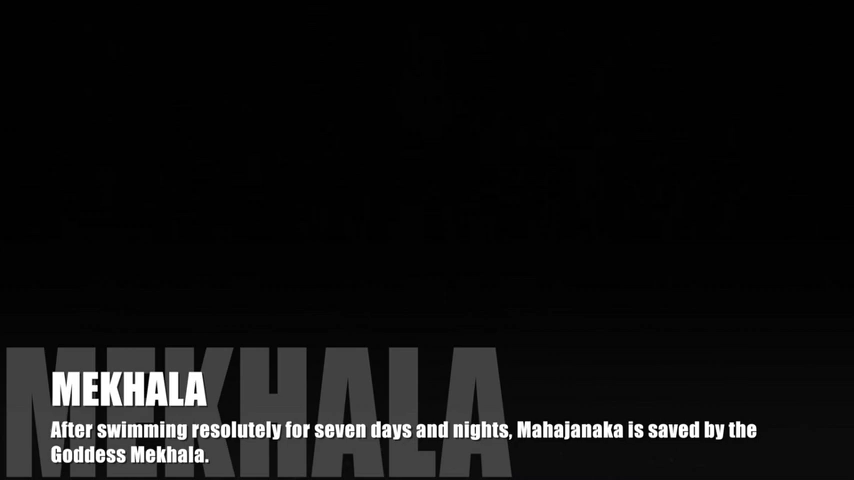 MEKHALA
MEKHALA
After swimming resolutely for seven days and nights, Mahajanaka is saved by the
Goddess Mekhala.